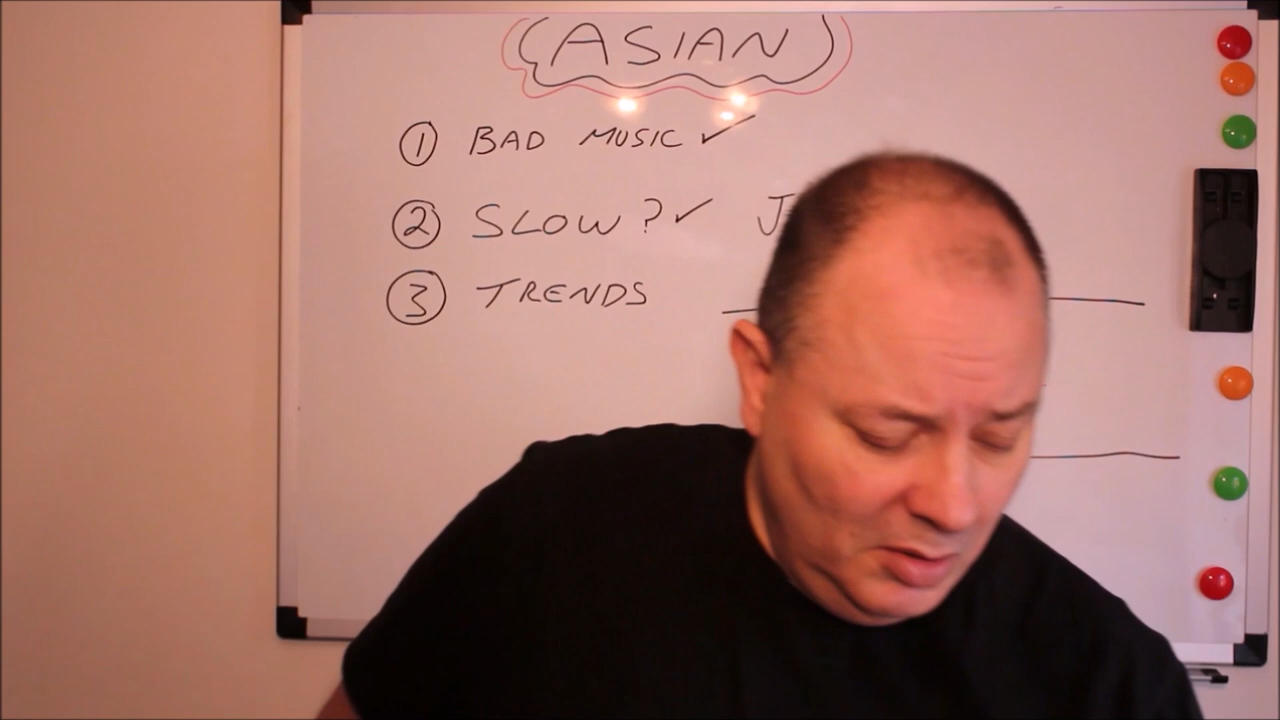 (ASIAN)
① BAD MUSIC ✓
② SLOW? ✓
③ TRENDS